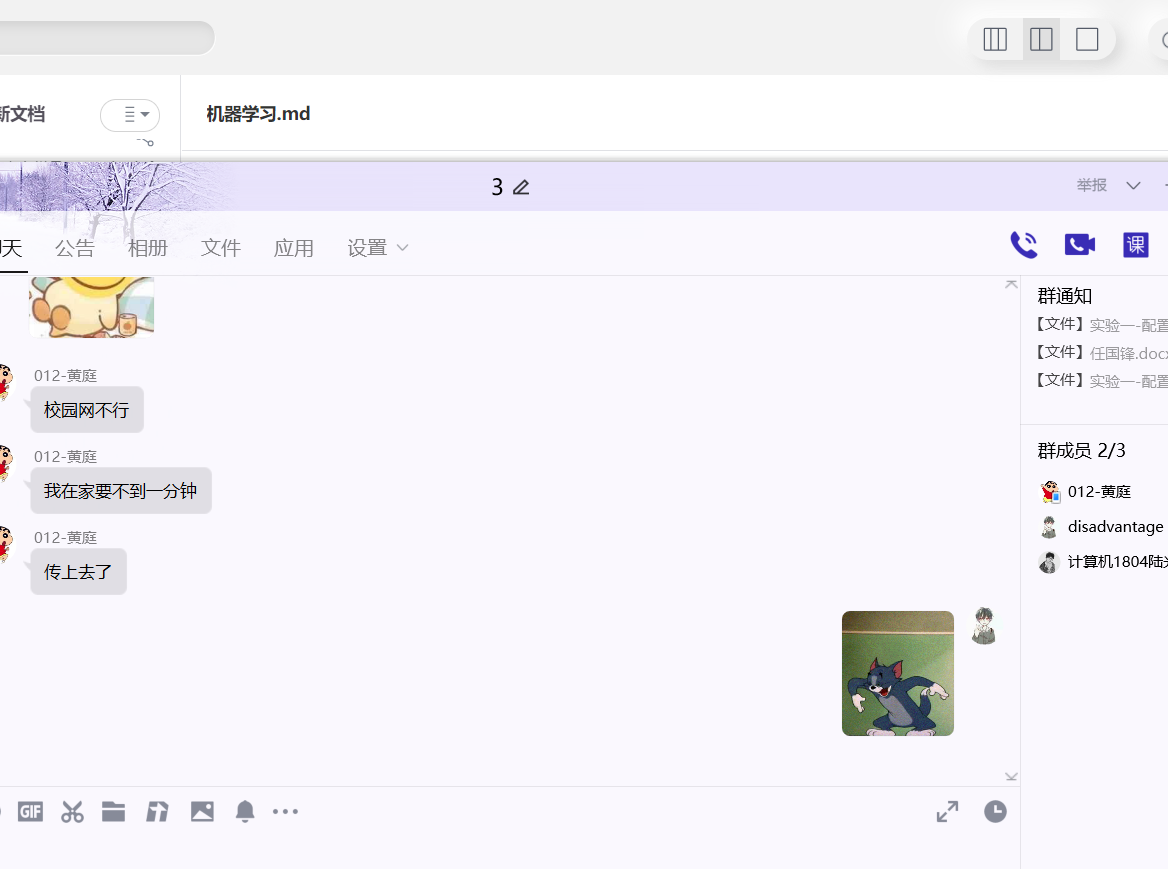 新文档
机器学习.md
3
举报
聊天 公告 相册 文件 应用 设置
课
群通知
【文件】实验一-配置
【文件】任国锋.docx
【文件】实验一-配置
012-黄庭
校园网不行
012-黄庭
我在家要不到一分钟
012-黄庭
传上去了
群成员 2/3
012-黄庭
disadvantage
计算机1804陆
GIF